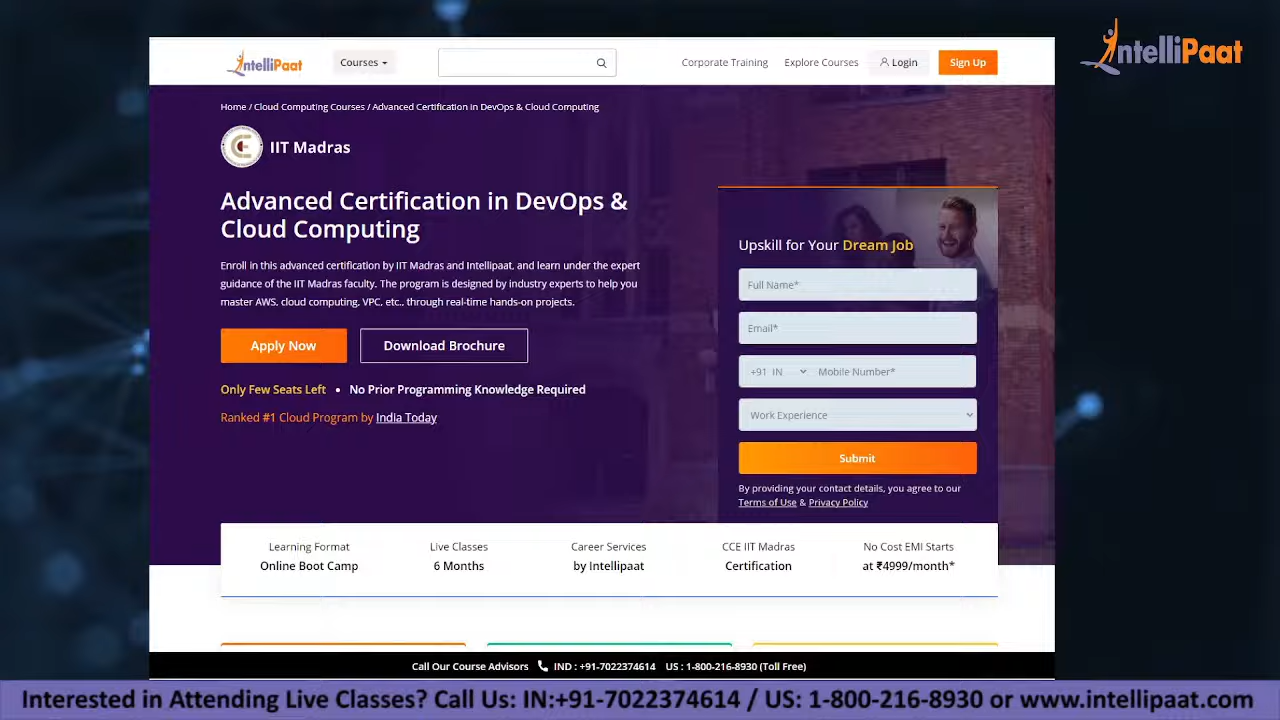 IntelliPaat
IntelliPaat
Courses
Corporate Training
Explore Courses
Login
Sign Up
Home / Cloud Computing Courses / Advanced Certification in DevOps & Cloud Computing
IIT Madras
Advanced Certification in DevOps &
Cloud Computing
Enroll in this advanced certification by IIT Madras and Intellipaat, and learn under the expert
guidance of the IIT Madras faculty. The program is designed by industry experts to help you
master AWS, cloud computing, VPC, etc., through real-time hands-on projects.
Apply Now
Download Brochure
Only Few Seats Left • No Prior Programming Knowledge Required
Ranked #1 Cloud Program by India Today
Upskill for Your Dream Job
Full Name*
Email*
+91 IN
Mobile Number*
Work Experience
Submit
By providing your contact details, you agree to our
Terms of Use & Privacy Policy
Learning Format
Online Boot Camp
Live Classes
6 Months
Career Services
by Intellipaat
CCE IIT Madras
Certification
No Cost EMI Starts
at ₹4999/month*
Call Our Course Advisors IND : +91-7022374614 US : 1-800-216-8930 (Toll Free)
Interested in Attending Live Classes? Call Us: IN:+91-7022374614 / US: 1-800-216-8930 or www.intellipaat.com